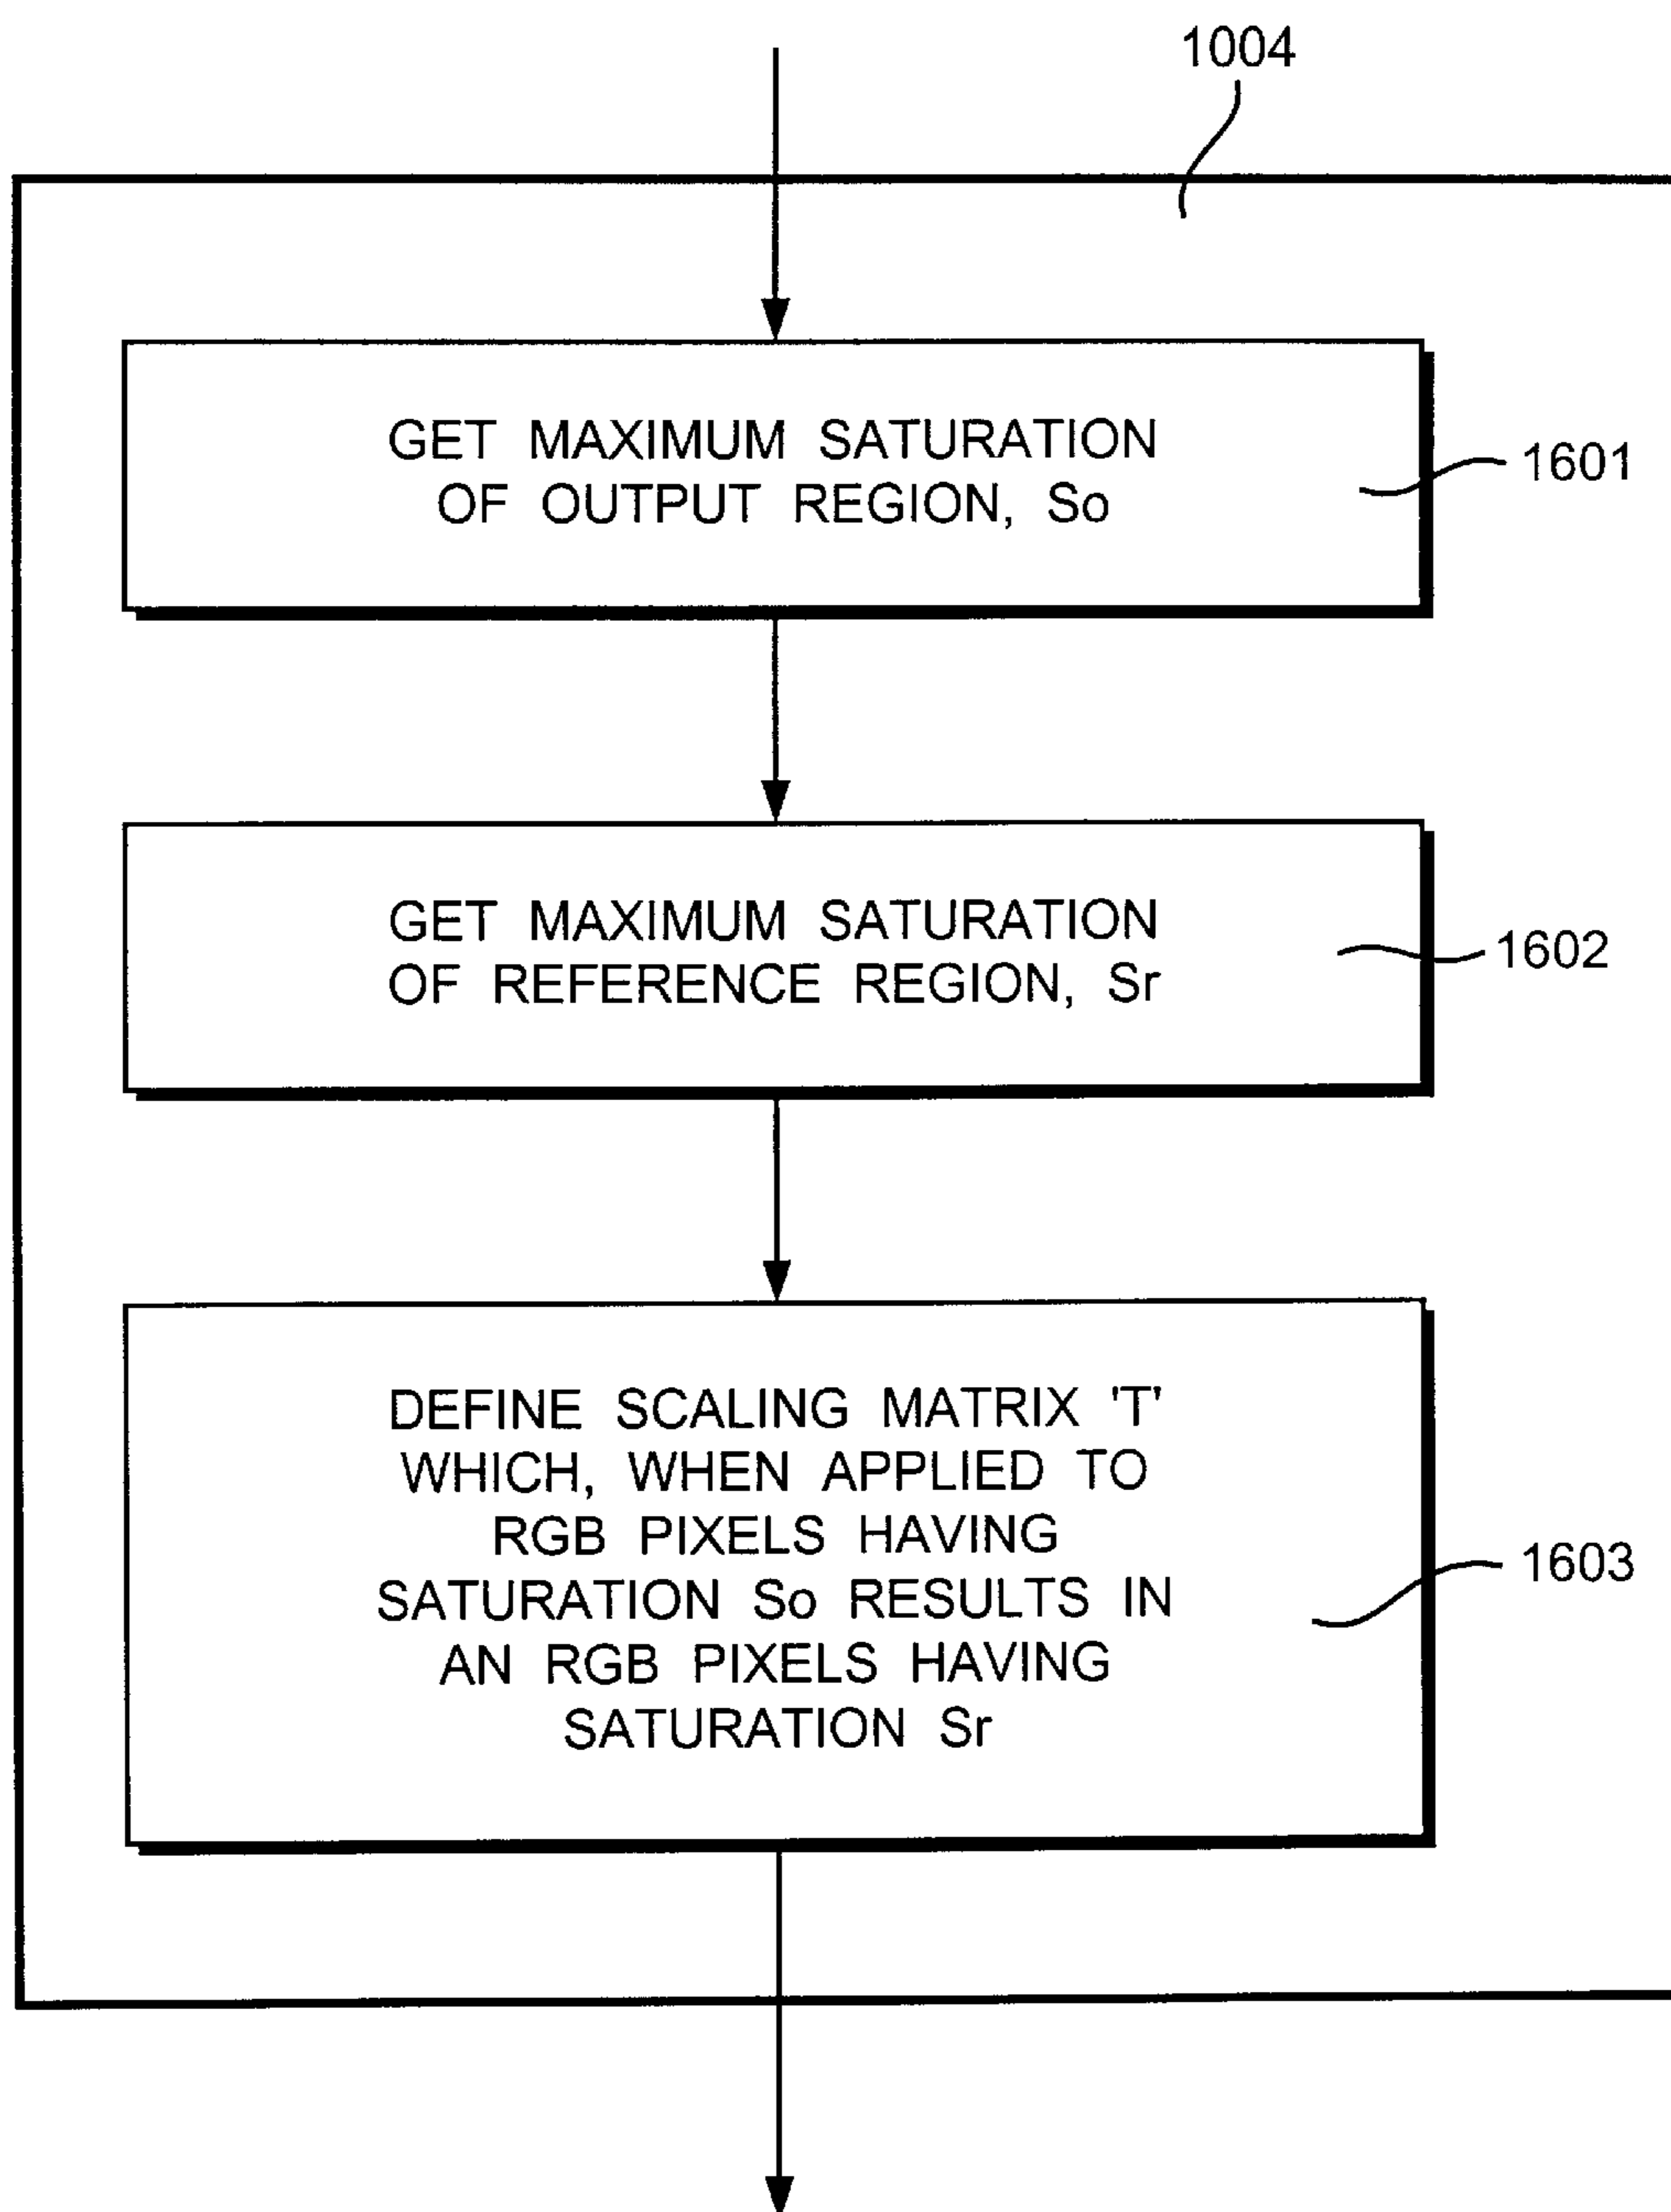 1004
GET MAXIMUM SATURATION
OF OUTPUT REGION, So
1601
GET MAXIMUM SATURATION
OF REFERENCE REGION, Sr
1602
DEFINE SCALING MATRIX 'T'
WHICH, WHEN APPLIED TO
RGB PIXELS HAVING
SATURATION So RESULTS IN
AN RGB PIXELS HAVING
SATURATION Sr
1603